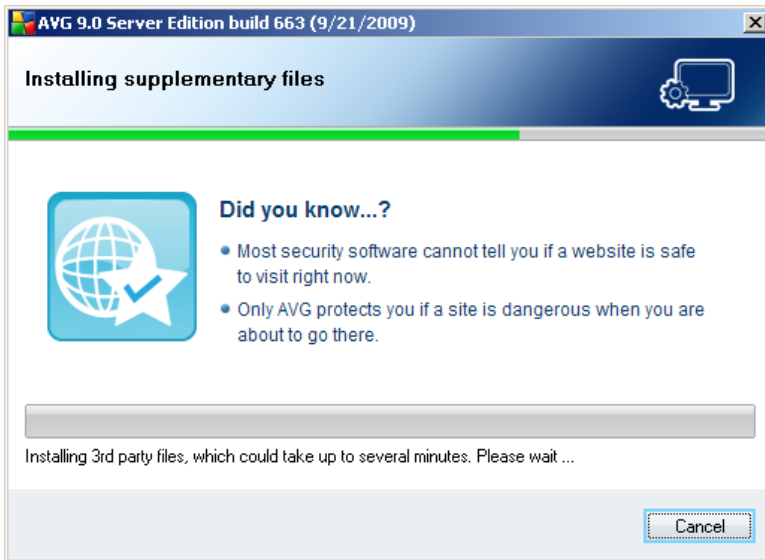 AVG 9.0 Server Edition build 663 (9/21/2009)
Installing supplementary files
Did you know...?
Most security software cannot tell you if a website is safe
to visit right now.
Only AVG protects you if a site is dangerous when you are
about to go there.
Installing 3rd party files, which could take up to several minutes. Please wait ...
Cancel